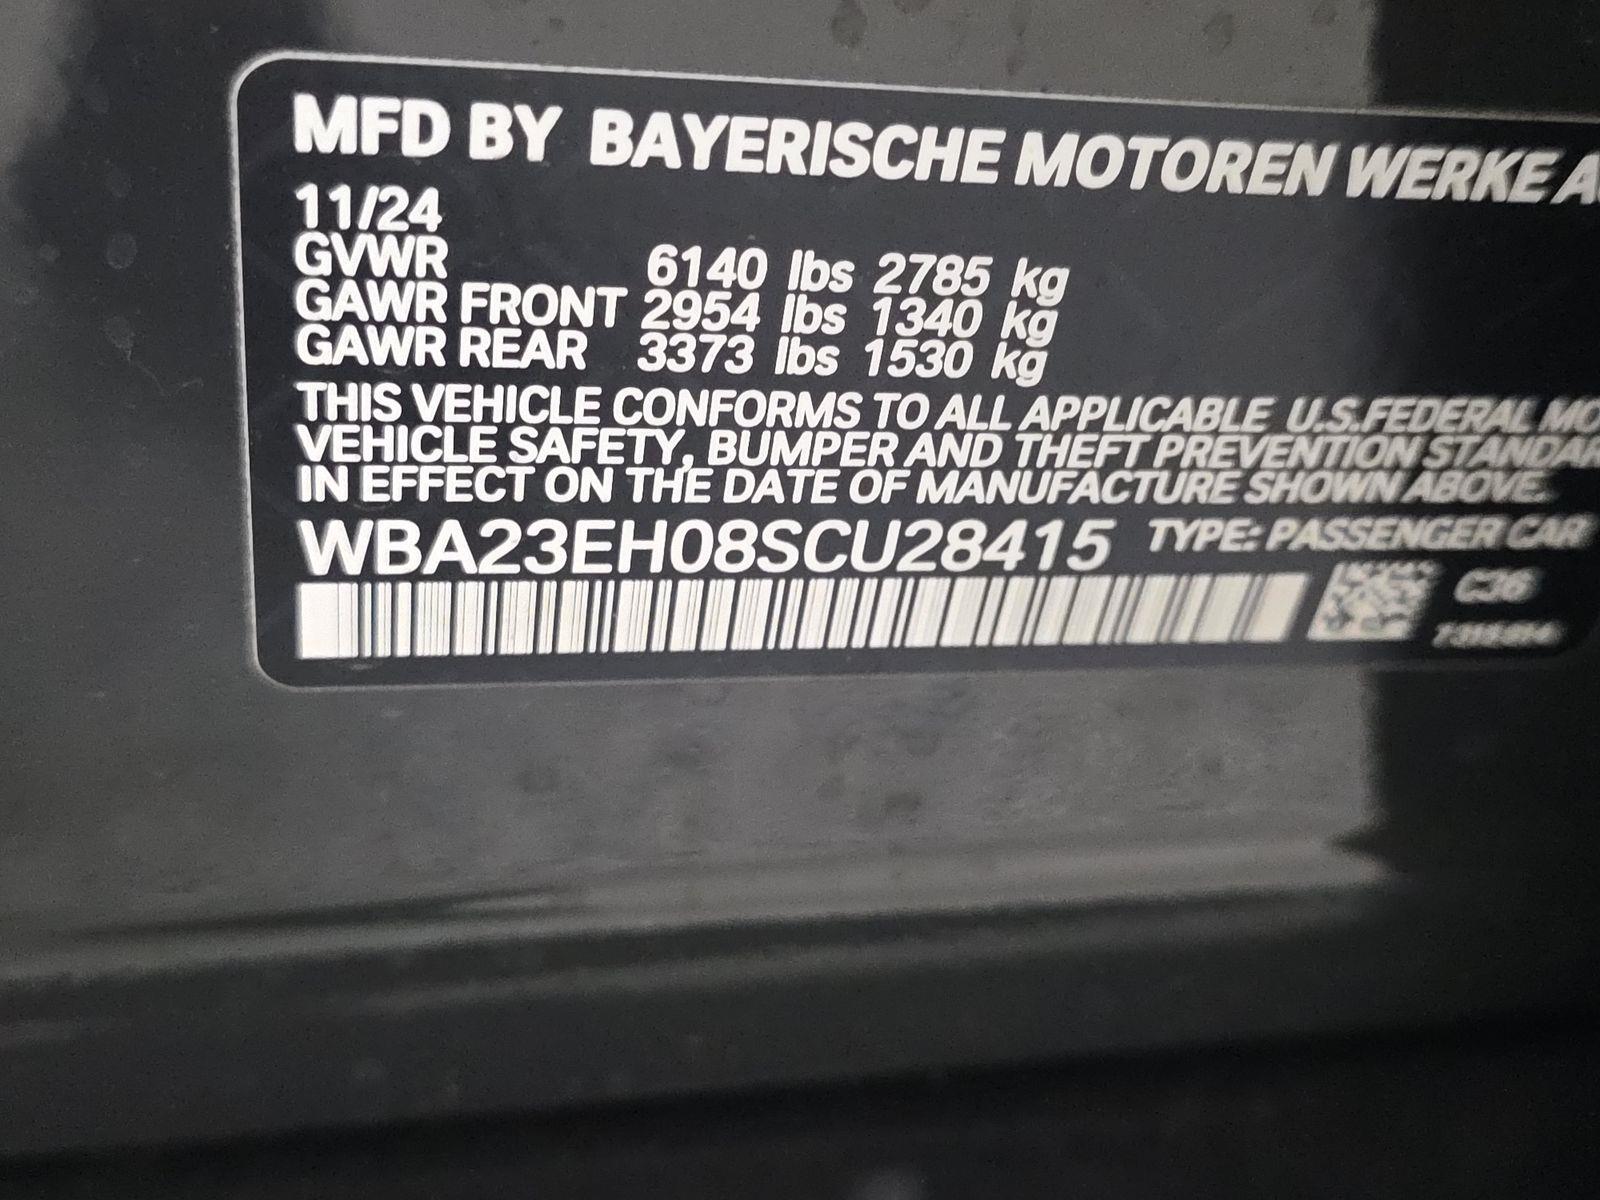 MFD BY BAYERISCHE MOTOREN WERKE
11/24
GVWR 6140 lbs 2785 kg
GAWR FRONT 2954 lbs 1340 kg
GAWR REAR 3373 lbs 1530 kg
THIS VEHICLE CONFORMS TO ALL APPLICABLE U.S.FEDERAL MO
VEHICLE SAFETY, BUMPER AND THEFT PREVENTION STANDAR
IN EFFECT ON THE DATE OF MANUFACTURE SHOWN ABOVE.
WBA23EH08SCU28415 TYPE: PASSENGER CAR
C36